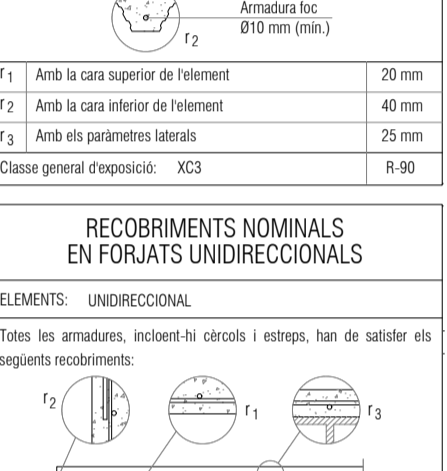 Armadura foc
Ø10 mm (mín.)
r2
r1 Amb la cara superior de l'element 20 mm
r2 Amb la cara inferior de l'element 40 mm
r3 Amb els paràmetres laterals 25 mm
Classe general d'exposició: XC3 R-90
RECOBRIMENTS NOMINALS
EN FORJATS UNIDIRECCIONALS
ELEMENTS: UNIDIRECCIONAL
Totes les armadures, incloent-hi cèrcols i estreps, han de satisfer els
següents recobriments:
r2 r1 r3